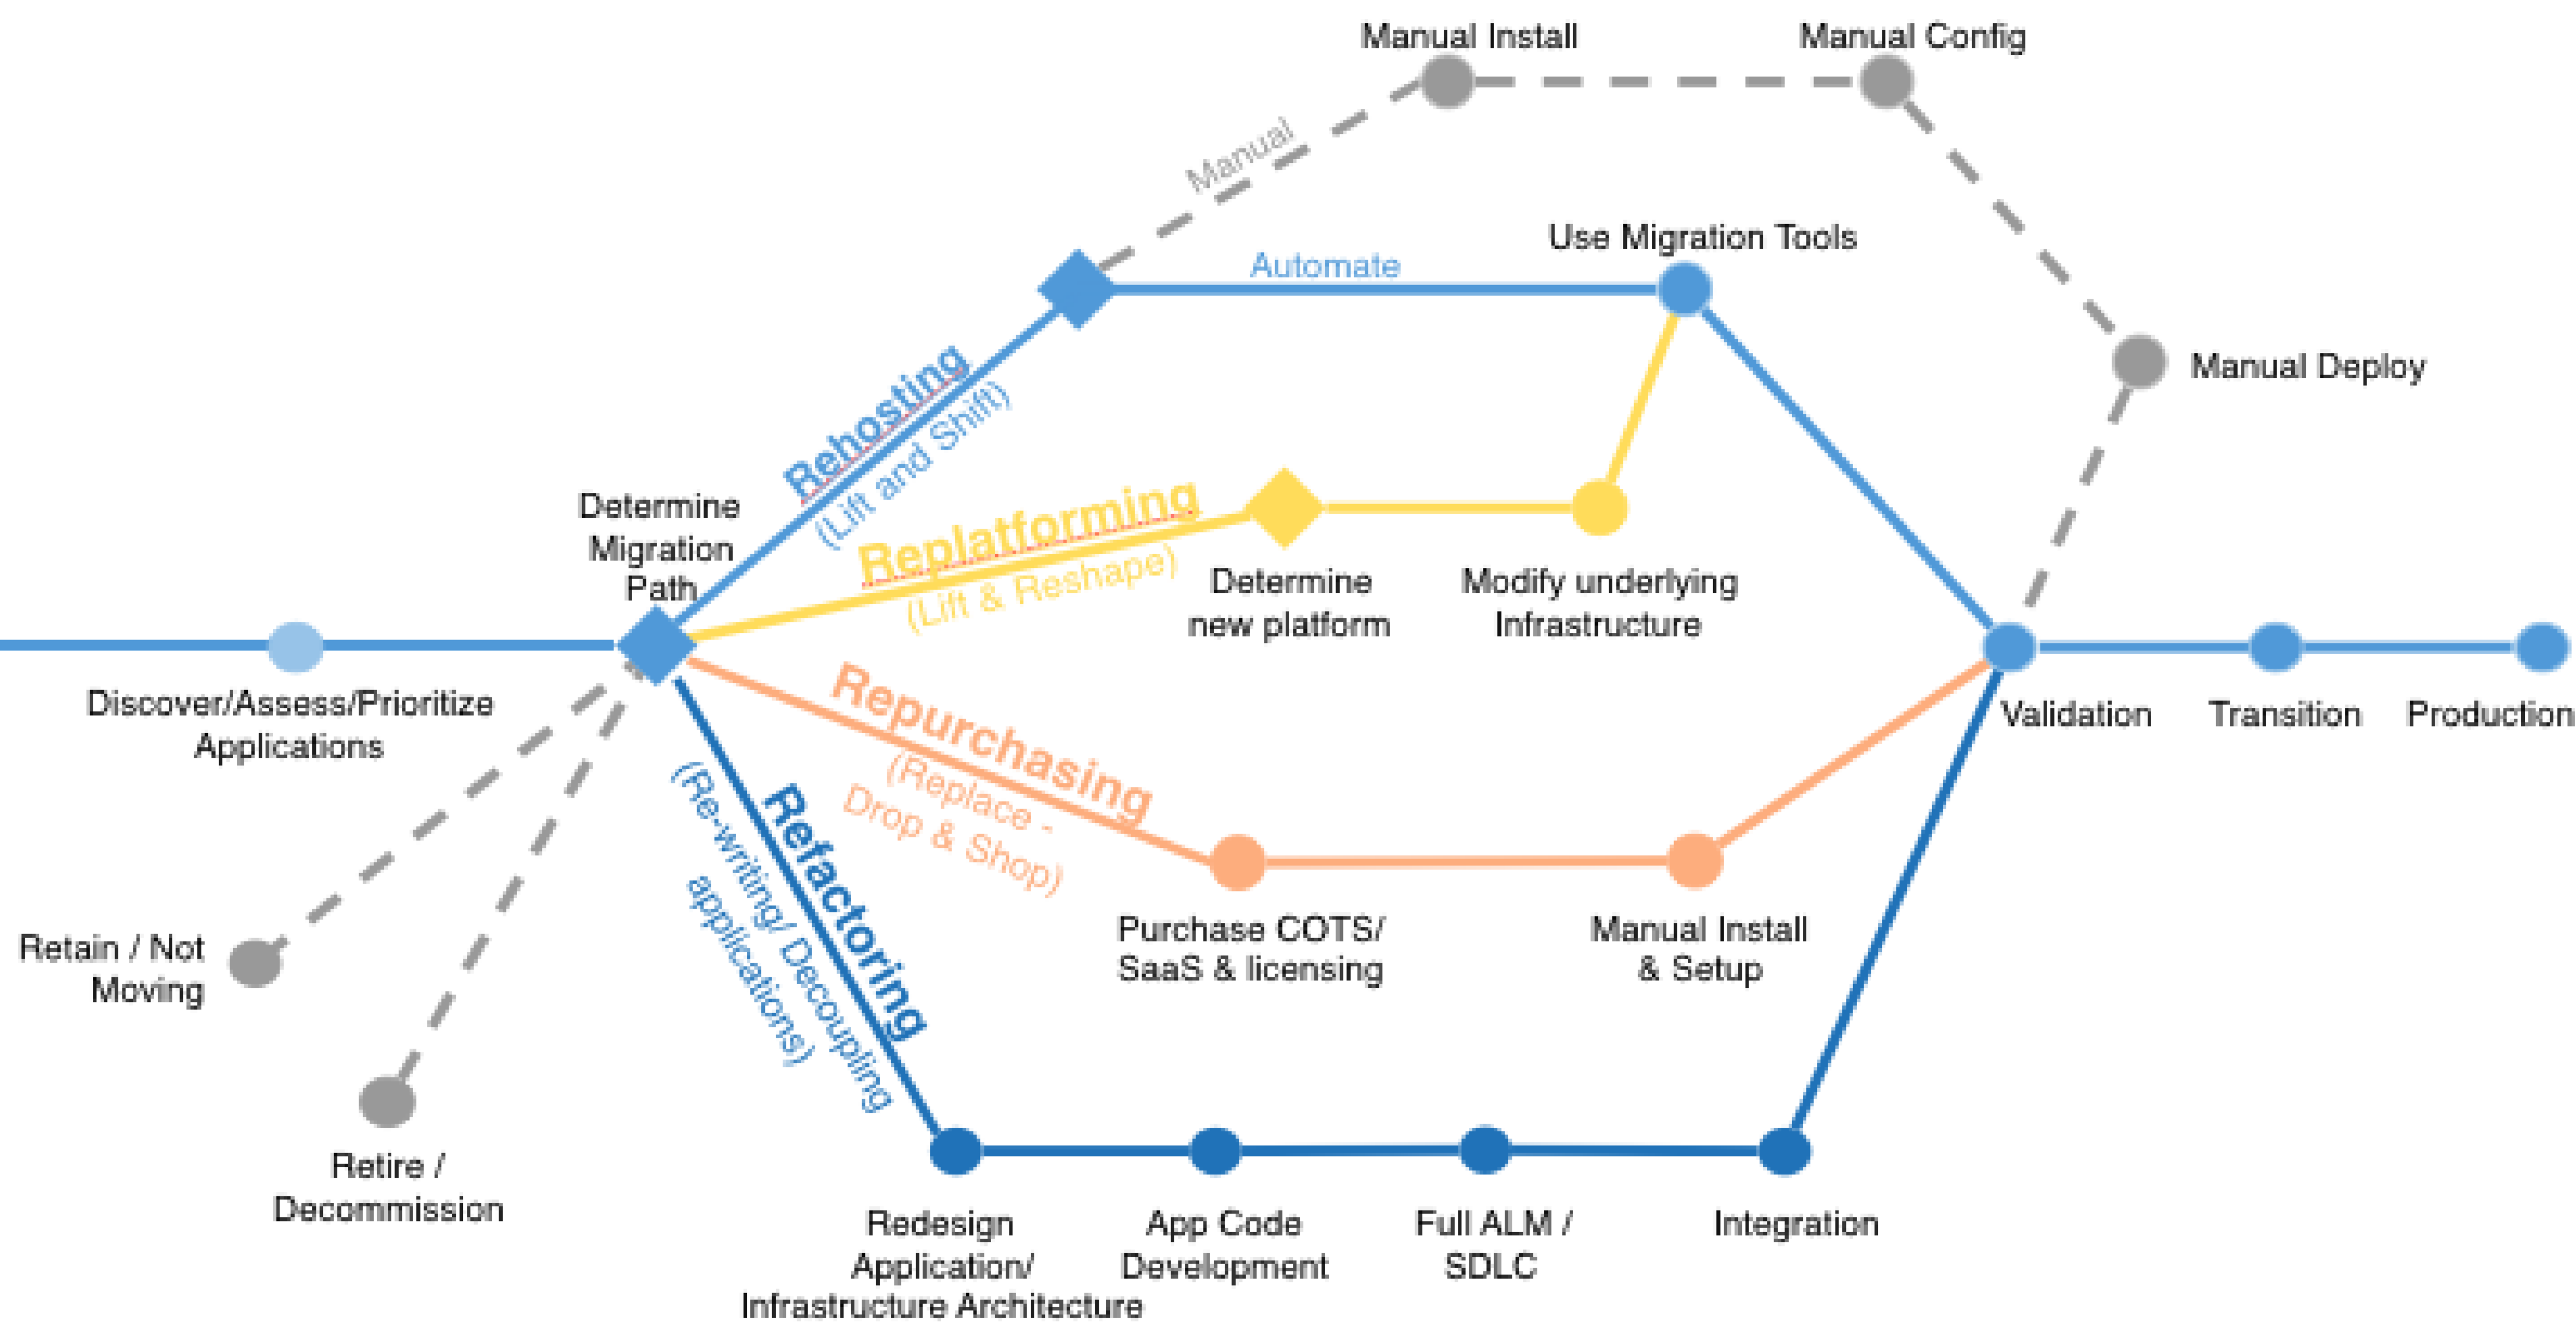 Manual Install
Manual Config
Manual
Use Migration Tools
Automate
Manual Deploy
Rehosting
(Lift and Shift)
Determine
Migration
Path
Replatforming
(Lift & Reshape)
Determine
new platform
Modify underlying
Infrastructure
Discover/Assess/Prioritize
Applications
Repurchasing
(Replace -
Drop & Shop)
Validation
Transition
Production
Refactoring
(Re-writing/ Decoupling
applications)
Purchase COTS/
SaaS & licensing
Manual Install
& Setup
Retain / Not
Moving
Retire /
Decommission
Redesign
Application/
Infrastructure Architecture
App Code
Development
Full ALM /
SDLC
Integration